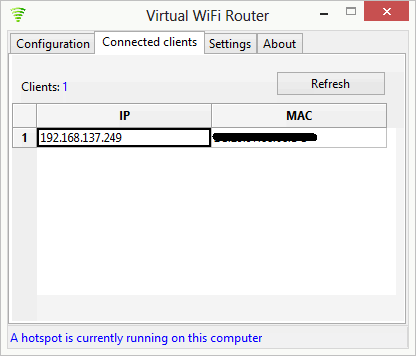 Virtual WiFi Router
Configuration Connected clients Settings About
Clients: 1 Refresh
IP MAC
1 192.168.137.249
A hotspot is currently running on this computer